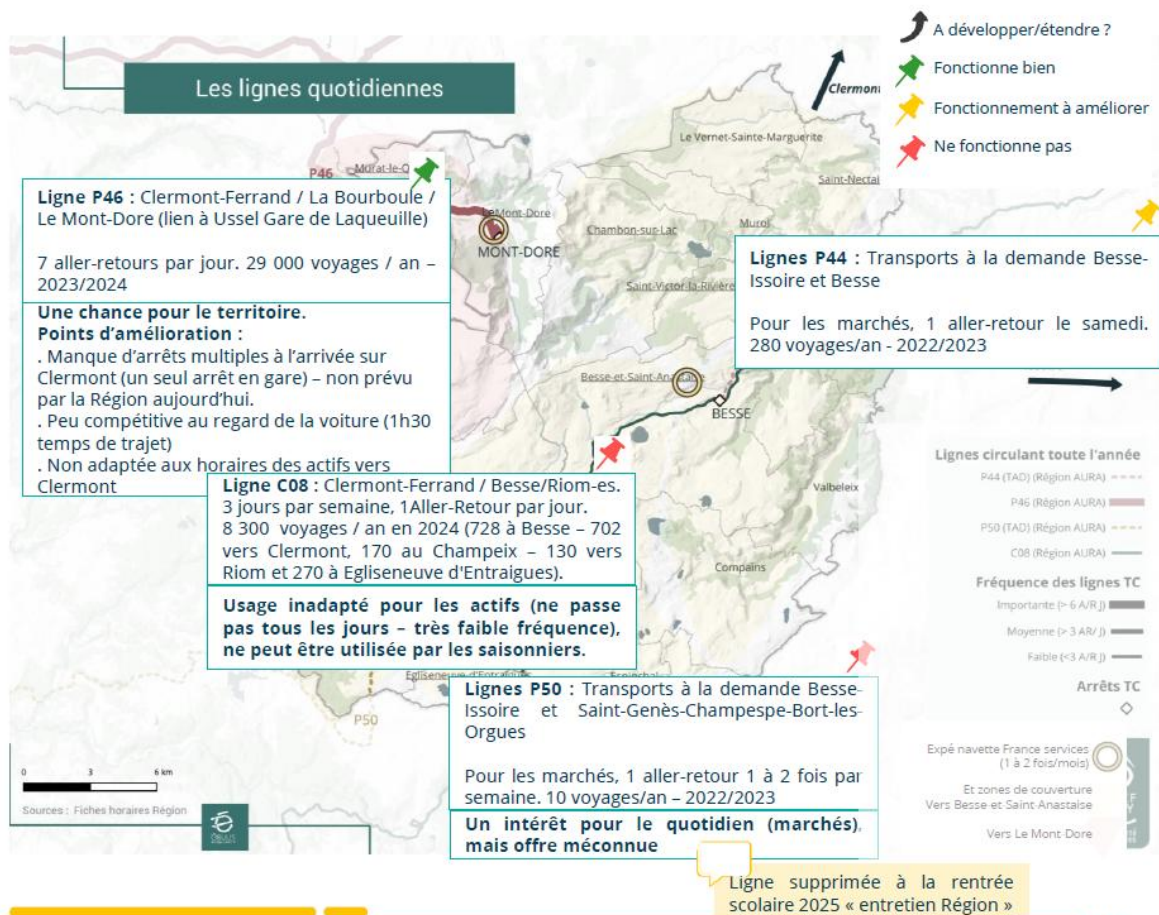 A développer/étendre ?
Fonctionne bien
Fonctionnement à améliorer
Ne fonctionne pas
Les lignes quotidiennes
Clermont
Le Vernet-Sainte-Marguerite
P46
Saint-Nectai
Ligne P46 : Clermont-Ferrand / La Bourboule /
Le Mont-Dore (lien à Ussel Gare de Laqueuille)
7 aller-retours par jour. 29 000 voyages / an –
2023/2024
Une chance pour le territoire.
Points d’amélioration :
. Manque d’arrêts multiples à l’arrivée sur
Clermont (un seul arrêt en gare) – non prévu
par la Région aujourd’hui.
. Peu compétitive au regard de la voiture (1h30
temps de trajet)
. Non adaptée aux horaires des actifs vers
Clermont
Le Mont-Dore
MONT-DORE
Chambon-sur-Lac
Murol
Saint-Victor-la-Rivière
Lignes P44 : Transports à la demande Besse-
Issoire et Besse
Pour les marchés, 1 aller-retour le samedi.
280 voyages/an - 2022/2023
Besse-et-Saint-Anastaise
BESSE
Valbeleix
Compains
Ligne C08 : Clermont-Ferrand / Besse/Riom-es.
3 jours par semaine, 1Aller-Retour par jour.
8 300 voyages / an en 2024 (728 à Besse – 702
vers Clermont, 170 au Champeix – 130 vers
Riom et 270 à Egliseneuve d'Entraigues).
Usage inadapté pour les actifs (ne passe
pas tous les jours – très faible fréquence),
ne peut être utilisée par les saisonniers.
Egliseneuve-d'Entraigues
P50
Lignes P50 : Transports à la demande Besse-
Issoire et Saint-Genès-Champespe-Bort-les-
Orgues
Pour les marchés, 1 aller-retour 1 à 2 fois par
semaine. 10 voyages/an – 2022/2023
Un intérêt pour le quotidien (marchés),
mais offre méconnue
Ligne supprimée à la rentrée
scolaire 2025 « entretien Région »
Lignes circulant toute l'année
P44 (TAD) (Région AURA)
P46 (Région AURA)
P50 (TAD) (Région AURA)
C08 (Région AURA)
Fréquence des lignes TC
Importante (> 6 A/R J)
Moyenne (> 3 AR/ J)
Faible (<3 A/R J)
Arrêts TC
Expé navette France services
(1 à 2 fois/mois)
Et zones de couverture
Vers Besse-et-Saint-Anastaise
Vers Le Mont-Dore
0 3 6 km
Sources : Fiches horaires Région